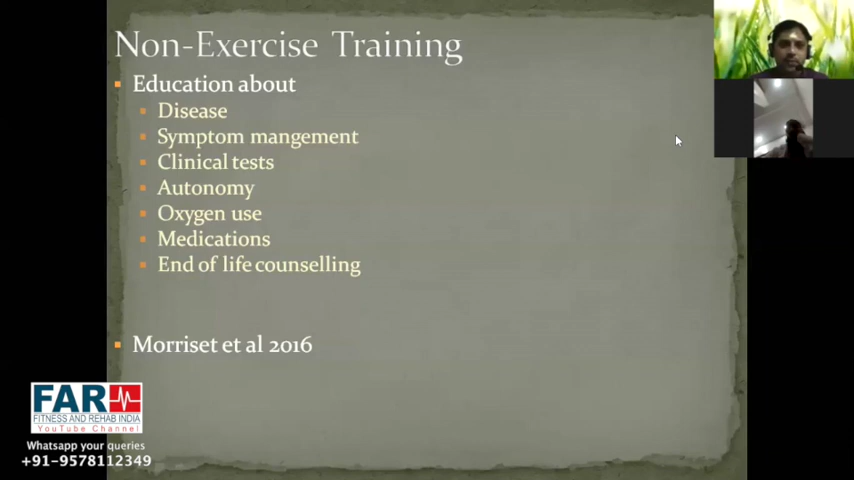 Non-Exercise Training
Education about
Disease
Symptom mangement
Clinical tests
Autonomy
Oxygen use
Medications
End of life counselling
Morriset et al 2016
FAR
FITNESS AND REHAB INDIA
YouTube Channel
Whatsapp your queries
+91-9578112349